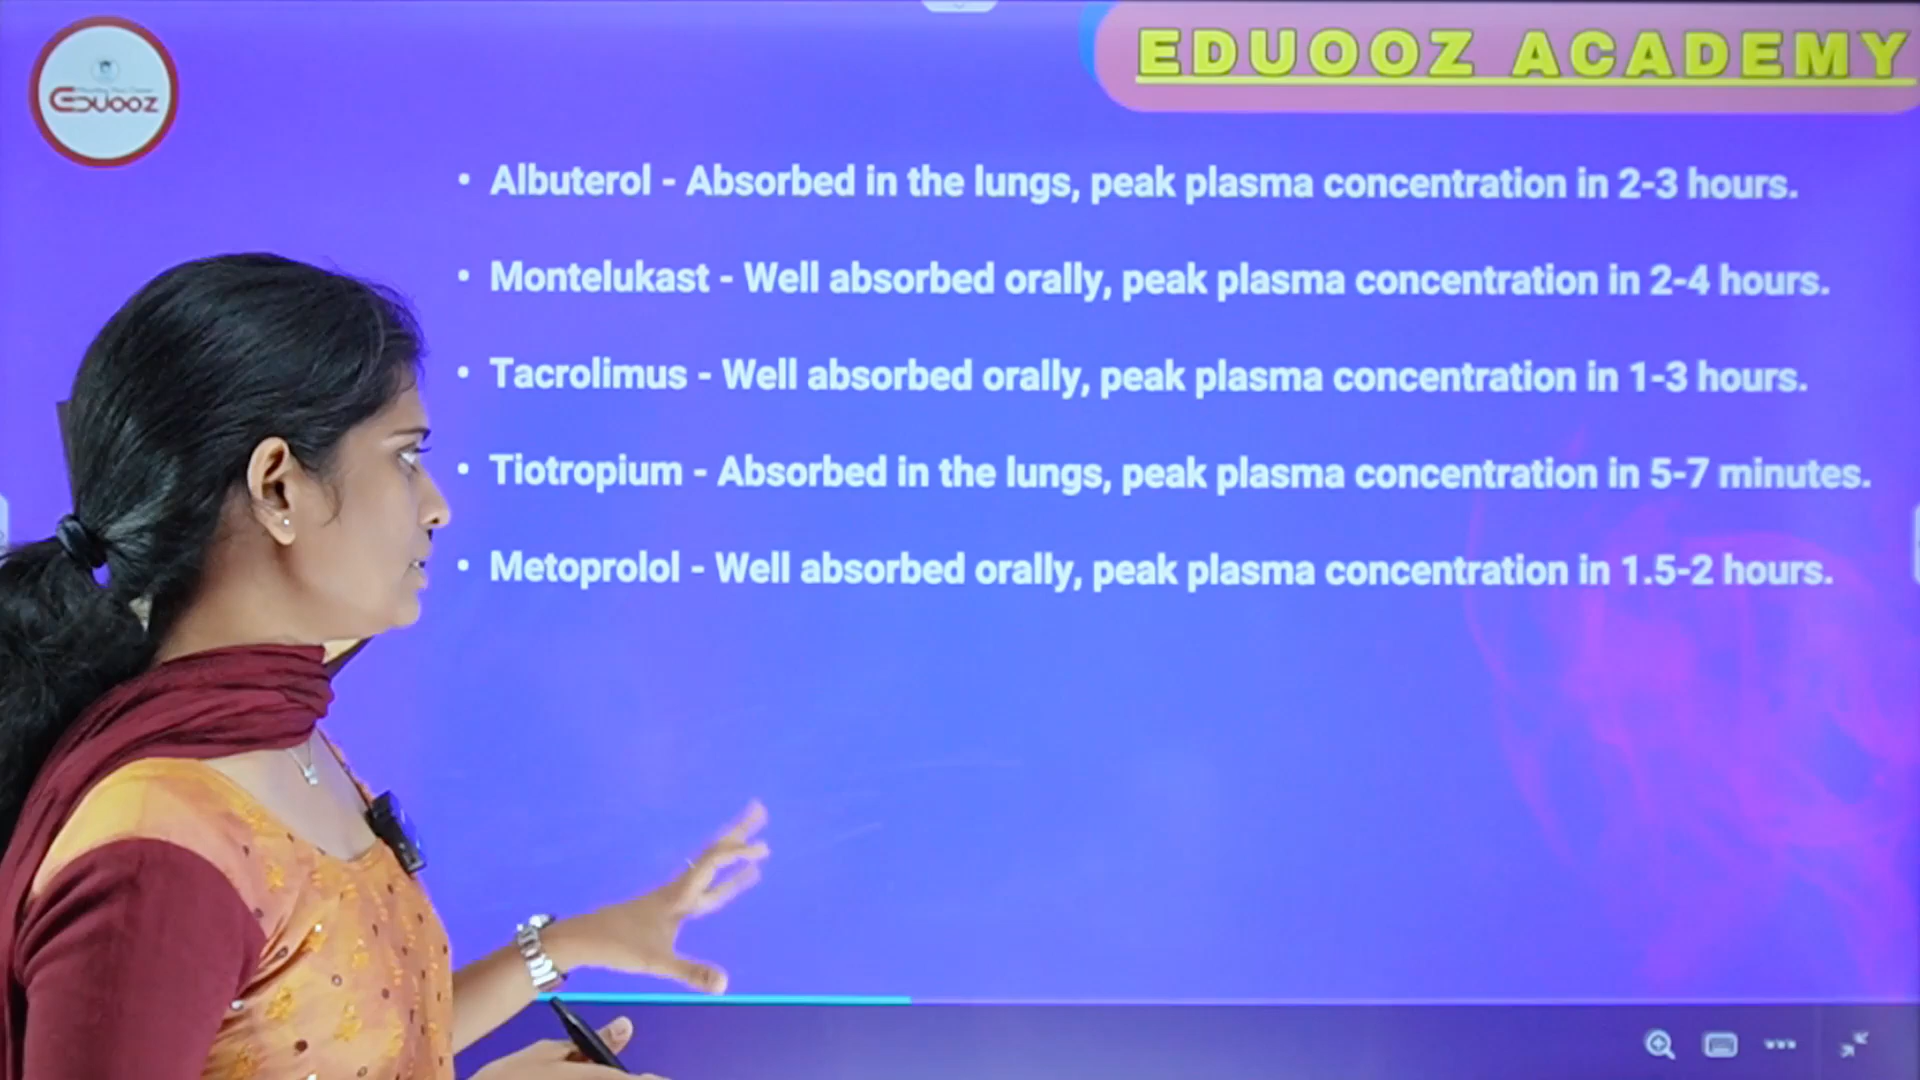 EDUOOZ
EDUOOZ ACADEMY
• Albuterol - Absorbed in the lungs, peak plasma concentration in 2-3 hours.
• Montelukast - Well absorbed orally, peak plasma concentration in 2-4 hours.
• Tacrolimus - Well absorbed orally, peak plasma concentration in 1-3 hours.
• Tiotropium - Absorbed in the lungs, peak plasma concentration in 5-7 minutes.
• Metoprolol - Well absorbed orally, peak plasma concentration in 1.5-2 hours.